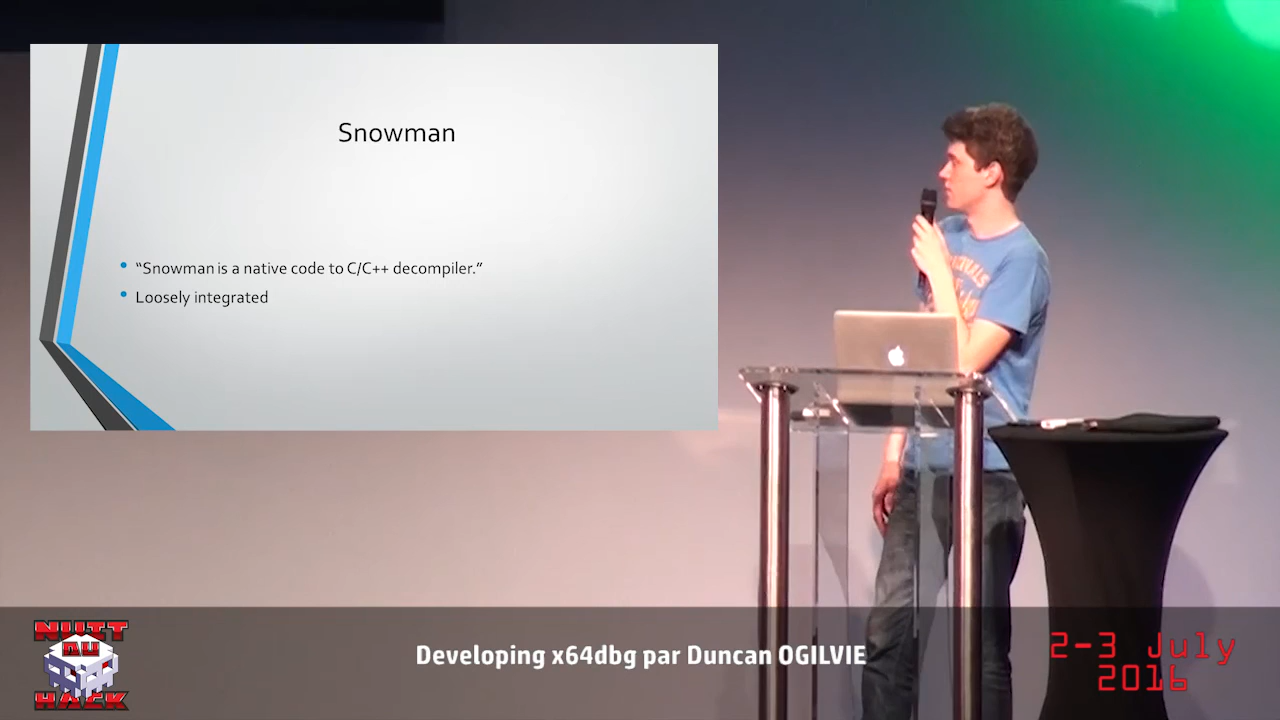 Snowman
“Snowman is a native code to C/C++ decompiler.”
Loosely integrated
NUIT
DU
HACK
Developing x64dbg par Duncan OGILVIE
2-3 July
2016